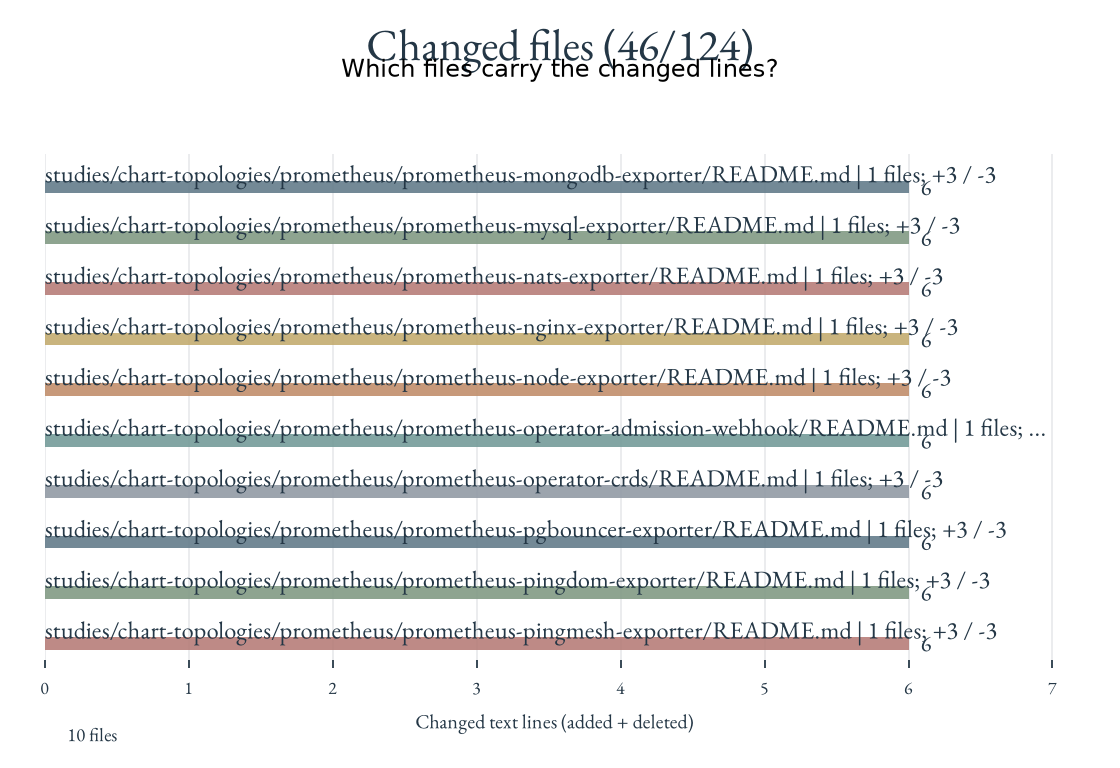 Changed files (46/124)
Which files carry the changed lines?
studies/chart-topologies/prometheus/prometheus-mongodb-exporter/README.md | 1 files; +3 / -3
6
studies/chart-topologies/prometheus/prometheus-mysql-exporter/README.md | 1 files; +3 / -3
6
studies/chart-topologies/prometheus/prometheus-nats-exporter/README.md | 1 files; +3 / -3
6
studies/chart-topologies/prometheus/prometheus-nginx-exporter/README.md | 1 files; +3 / -3
6
studies/chart-topologies/prometheus/prometheus-node-exporter/README.md | 1 files; +3 / -3
6
studies/chart-topologies/prometheus/prometheus-operator-admission-webhook/README.md | 1 files; ...
6
studies/chart-topologies/prometheus/prometheus-operator-crds/README.md | 1 files; +3 / -3
6
studies/chart-topologies/prometheus/prometheus-pgbouncer-exporter/README.md | 1 files; +3 / -3
6
studies/chart-topologies/prometheus/prometheus-pingdom-exporter/README.md | 1 files; +3 / -3
6
studies/chart-topologies/prometheus/prometheus-pingmesh-exporter/README.md | 1 files; +3 / -3
6
0 1 2 3 4 5 6 7
Changed text lines (added + deleted)
10 files